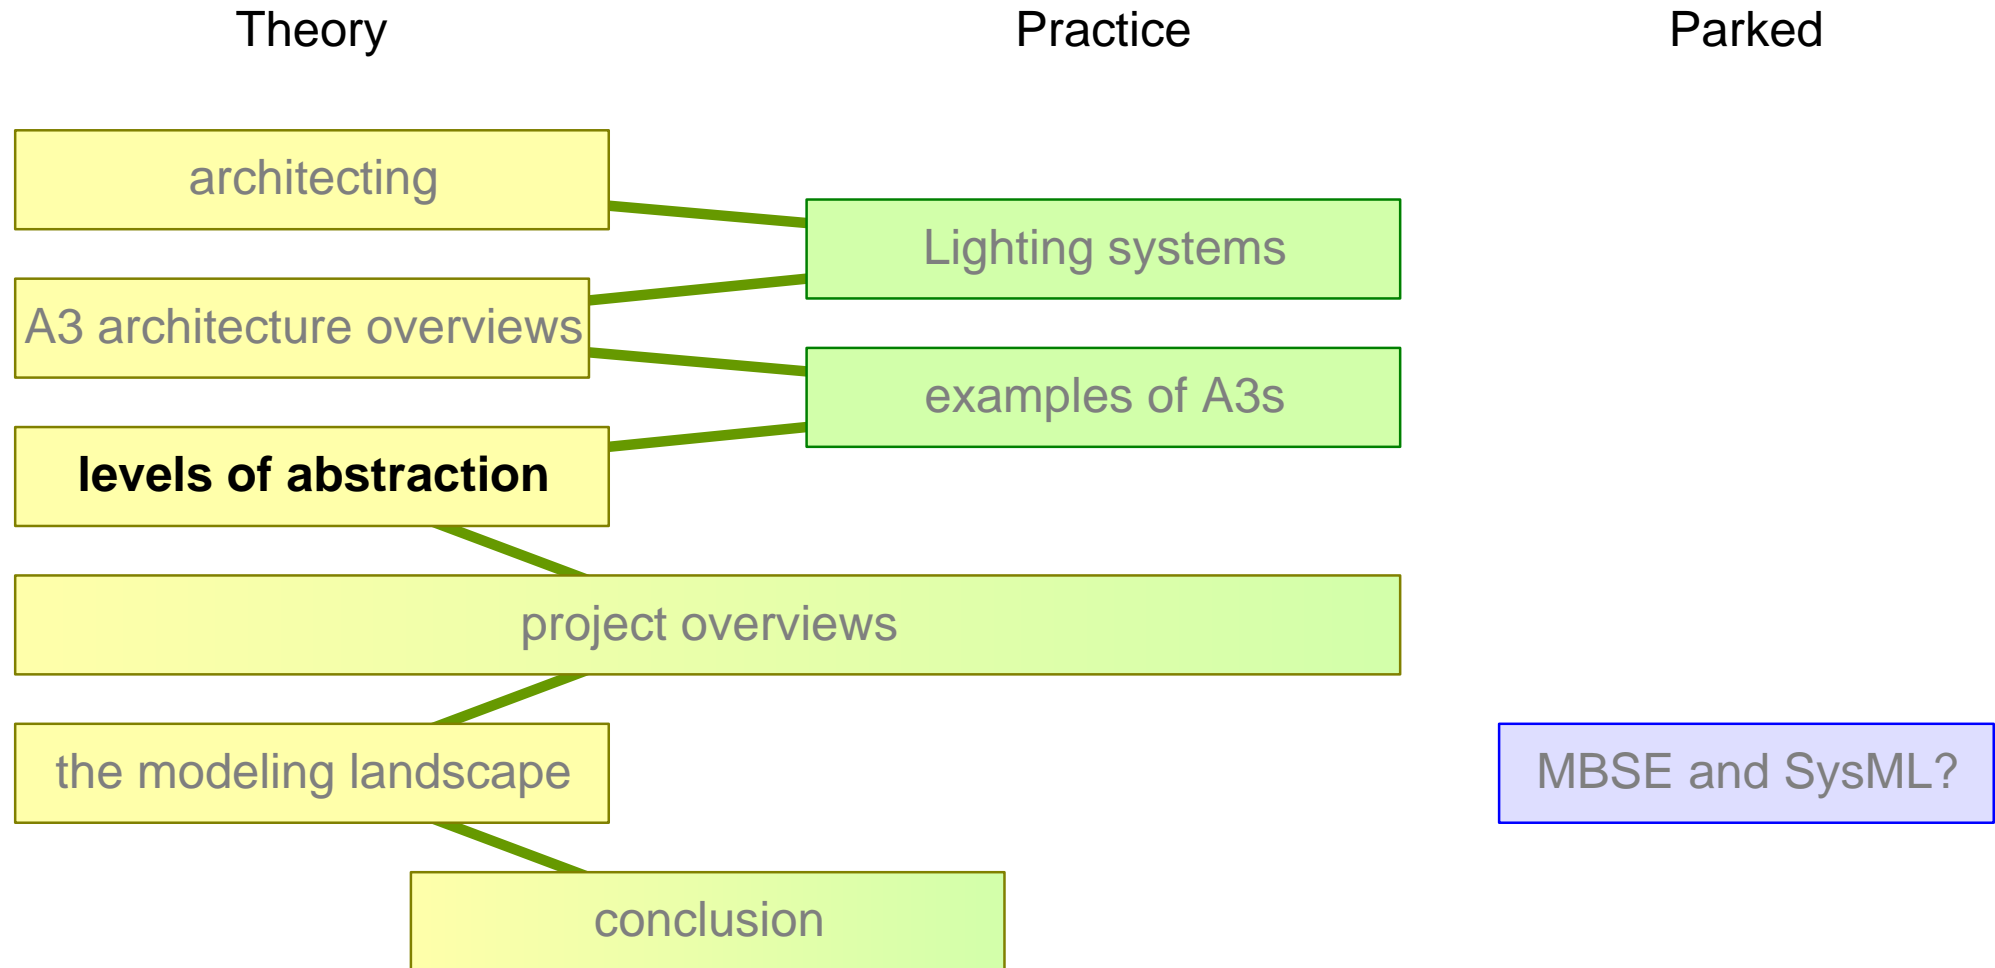 Theory
Practice
Parked
architecting
Lighting systems
A3 architecture overviews
examples of A3s
levels of abstraction
project overviews
the modeling landscape
MBSE and SysML?
conclusion